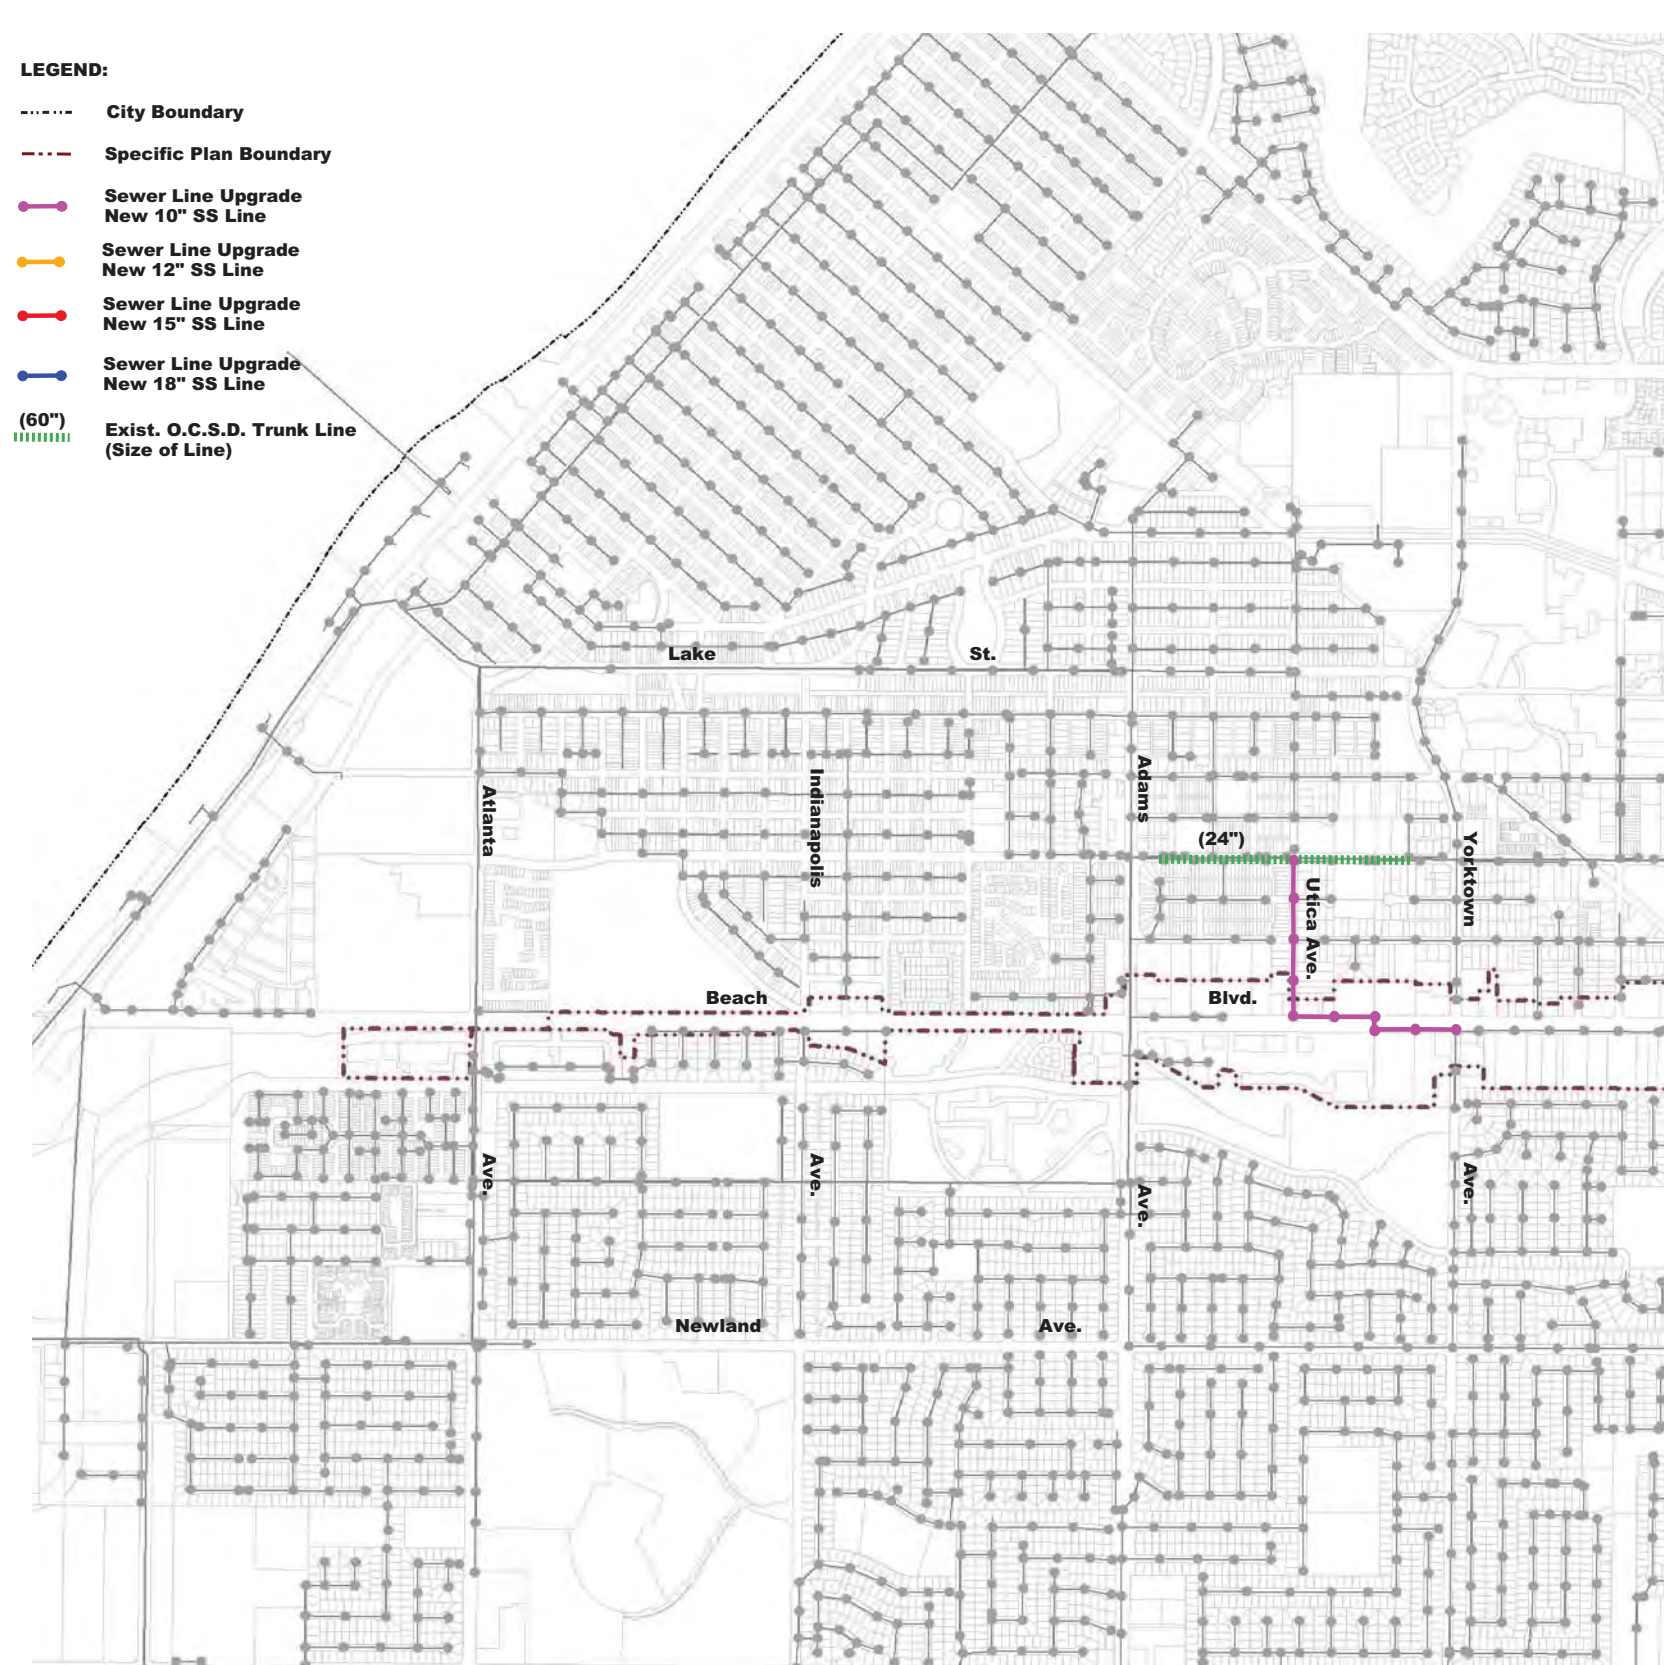 LEGEND:
City Boundary
Specific Plan Boundary
Sewer Line Upgrade
New 10" SS Line
Sewer Line Upgrade
New 12" SS Line
Sewer Line Upgrade
New 15" SS Line
Sewer Line Upgrade
New 18" SS Line
(60")
Exist. O.C.S.D. Trunk Line
(Size of Line)
Lake St.
Atlanta
Indianapolis
Adams
(24")
Yorktown
Utica Ave.
Beach Blvd.
Ave.
Ave.
Ave.
Ave.
Newland Ave.